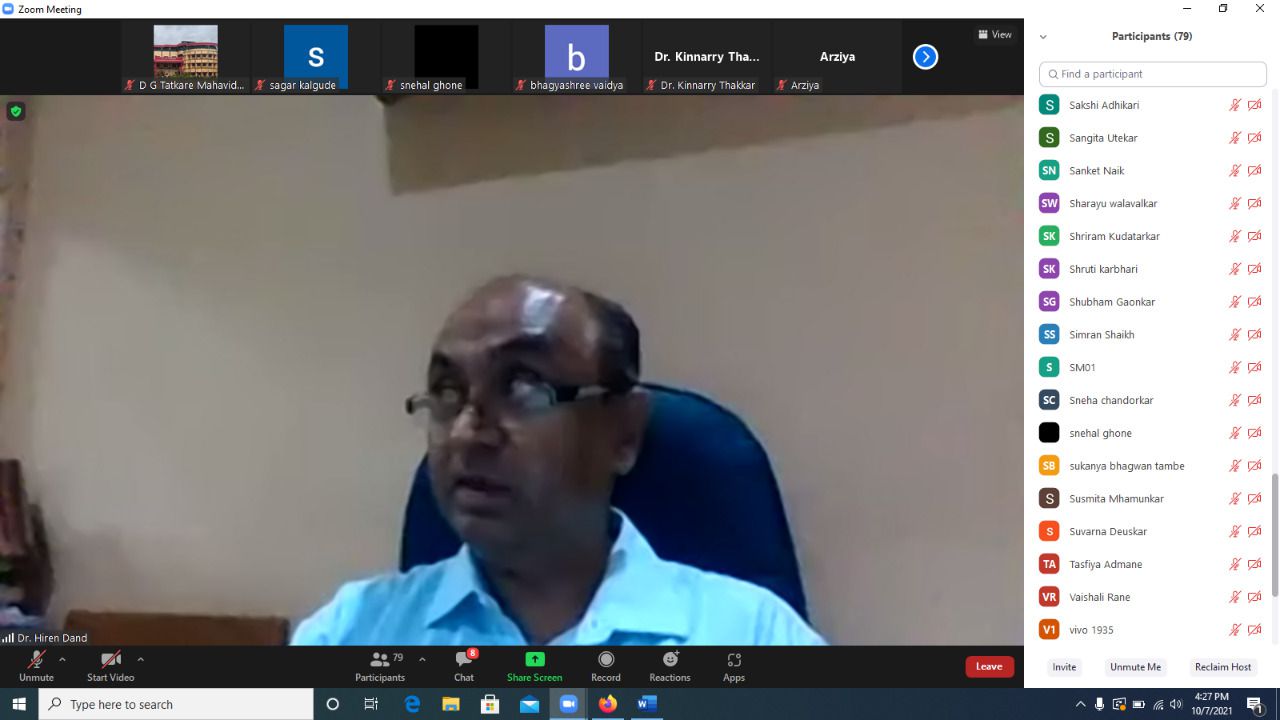 Zoom Meeting
View
s
b
Dr. Kinnarry Tha...
Arziya
D G Tatkare Mahavid...
sagar kalgude
snehal ghone
bhagyashree vaidya
Dr. Kinnarry Thakkar
Arziya
Participants (79)
Find a participant
S Sakshi Adhikari
S Sangita Utekar
SN Sanket Naik
SW Sharayu walavalkar
SK Shriram Kudatarkar
SK Shruti karbhari
SG Shubham Gaonkar
SS Simran Shaikh
S SM01
SC Sneha chandorkar
snehal ghone
SB sukanya bhagwan tambe
S Susmita Mhamunkar
S Suvarna Deuskar
TA Tasfiya Admane
VR Vaishali Rane
V1 vivo 1935
Dr. Hiren Dand
79
8
Unmute
Start Video
Participants
Chat
Share Screen
Record
Reactions
Apps
Leave
Invite
Unmute Me
Reclaim Host
Type here to search
4:27 PM
10/7/2021
1